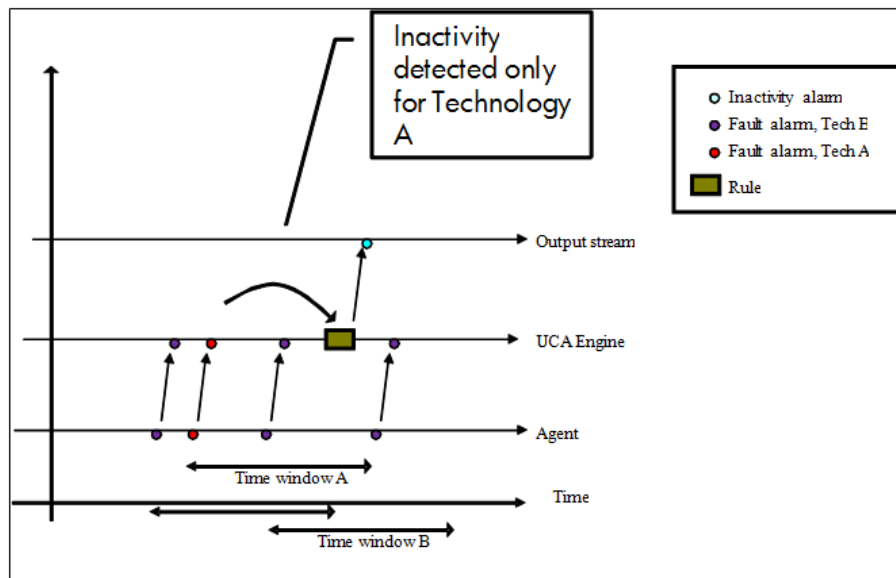 Inactivity
detected only
for Technology
A
Inactivity alarm
Fault alarm, Tech B
Fault alarm, Tech A
Rule
Output stream
UCA Engine
Agent
Time window A
Time
Time window B